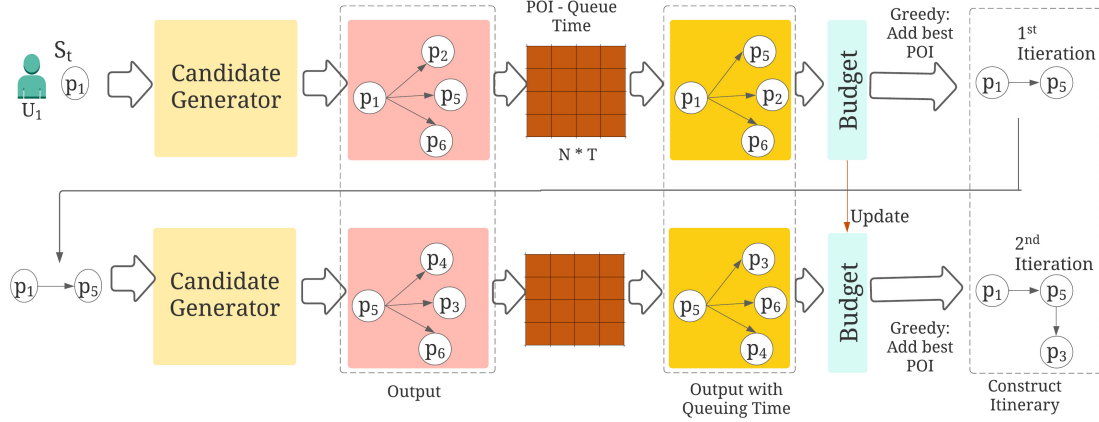 POI - Queue
Time
Greedy:
Add best
POI
1st
Itieration
St
p1
U1
Candidate
Generator
p1
p2
p5
p6
N * T
p1
p5
p2
p6
Budget
p1
p5
Update
p1
p5
Candidate
Generator
p5
p4
p3
p6
p5
p3
p6
p4
Budget
Greedy:
Add best
POI
2nd
Itieration
p1
p5
p3
Output
Output with
Queuing Time
Construct
Itinerary